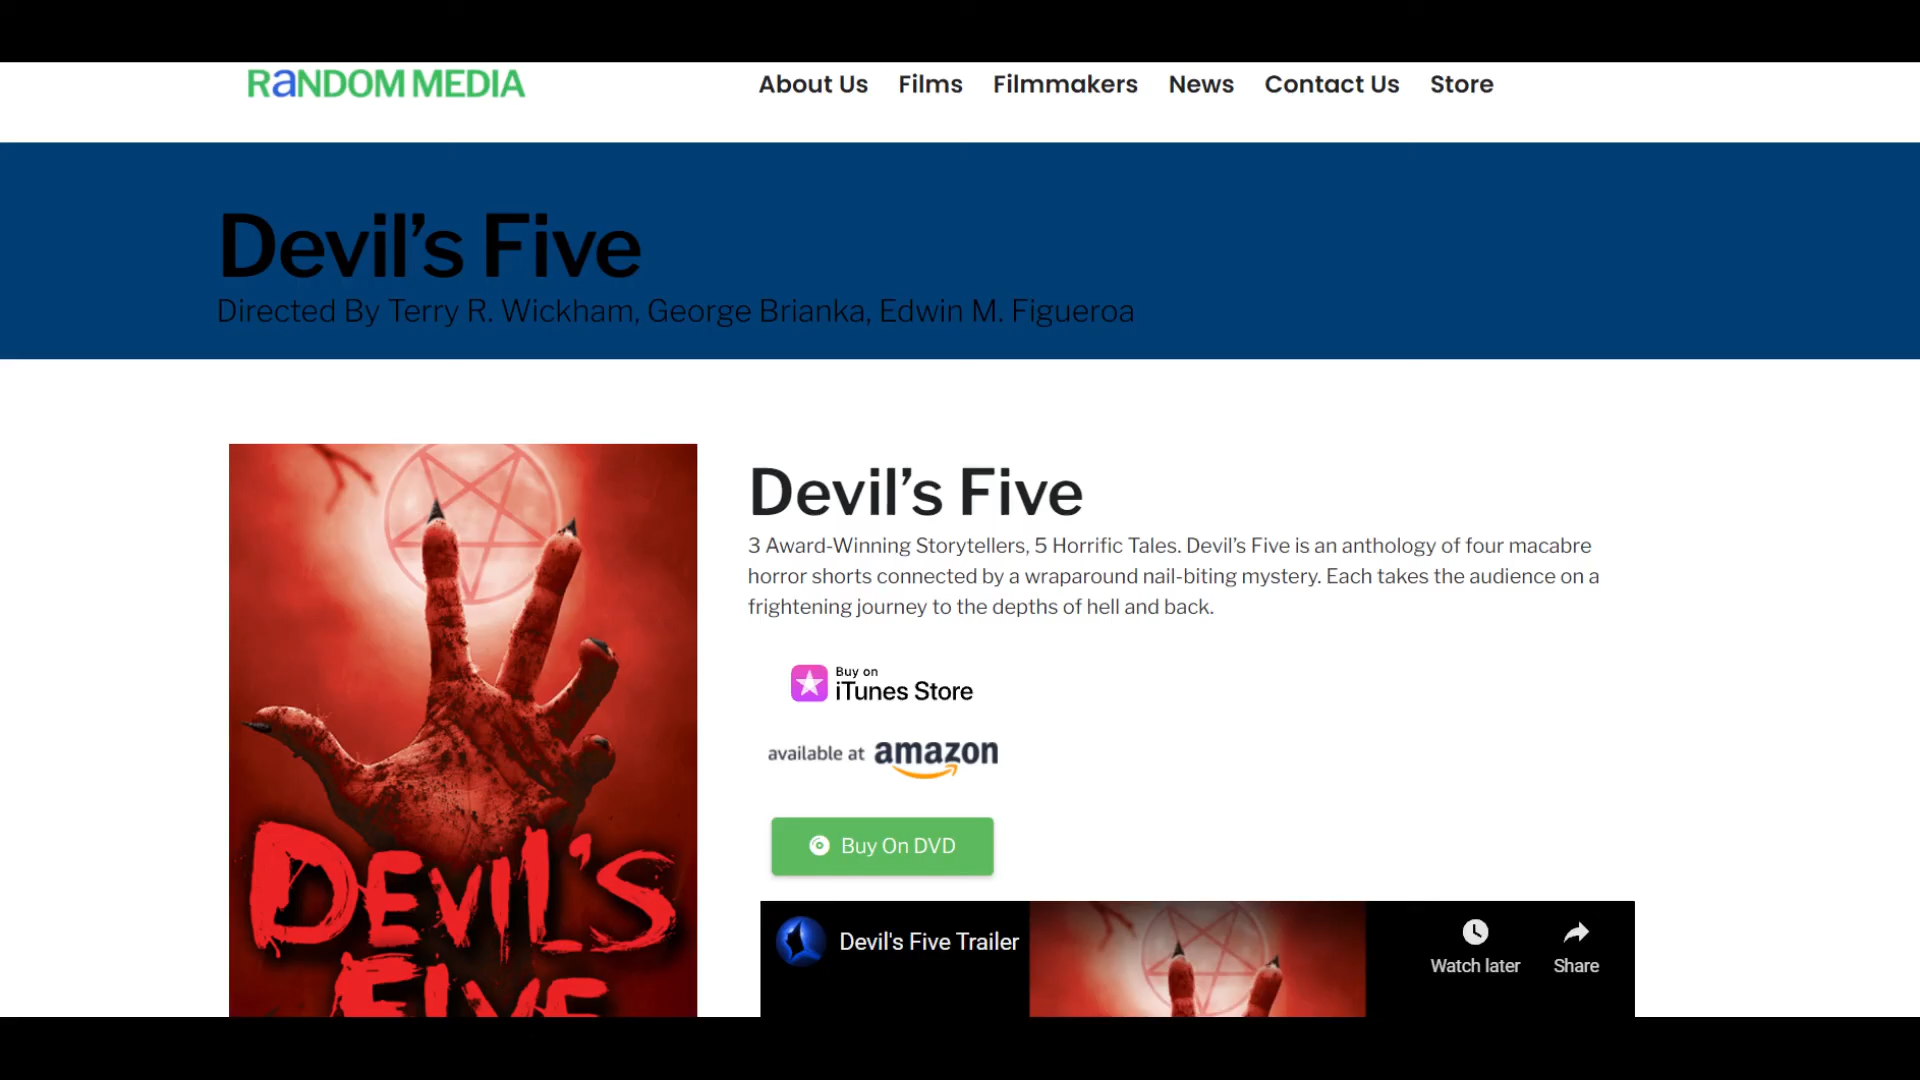 RaNDOM MEDIA
About Us Films Filmmakers News Contact Us Store
Devil’s Five
Directed By Terry R. Wickham, George Brianka, Edwin M. Figueroa
DEVIL'S
FIVE
Devil’s Five
3 Award-Winning Storytellers, 5 Horrific Tales. Devil’s Five is an anthology of four macabre
horror shorts connected by a wraparound nail-biting mystery. Each takes the audience on a
frightening journey to the depths of hell and back.
Buy on
iTunes Store
available at amazon
Buy On DVD
Devil's Five Trailer
Watch later
Share